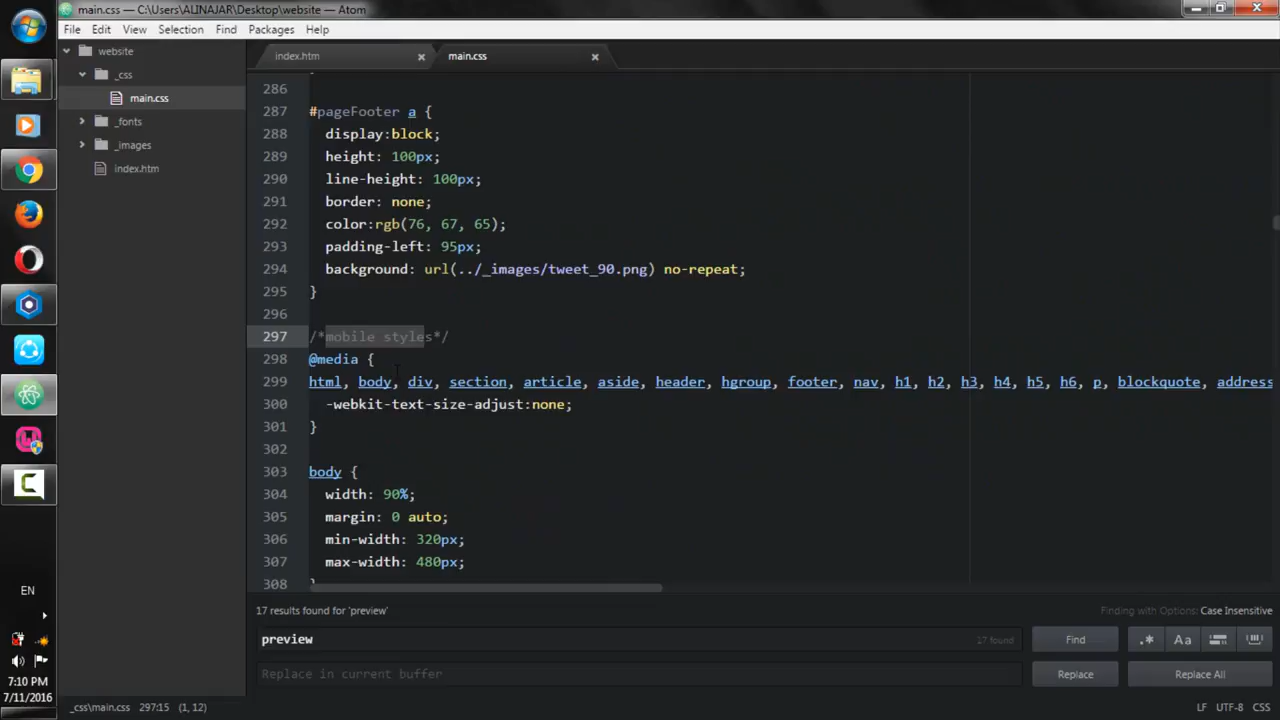 main.css — C:\Users\ALINAJAR\Desktop\website — Atom
File Edit View Selection Find Packages Help
website
_css
main.css
_fonts
_images
index.htm
index.htm
main.css
286
287 #pageFooter a {
288 display:block;
289 height: 100px;
290 line-height: 100px;
291 border: none;
292 color:rgb(76, 67, 65);
293 padding-left: 95px;
294 background: url(../_images/tweet_90.png) no-repeat;
295 }
296
297 /*mobile styles*/
298 @media {
299 html, body, div, section, article, aside, header, hgroup, footer, nav, h1, h2, h3, h4, h5, h6, p, blockquote, address
300 -webkit-text-size-adjust:none;
301 }
302
303 body {
304 width: 90%;
305 margin: 0 auto;
306 min-width: 320px;
307 max-width: 480px;
308 }
17 results found for 'preview'
Finding with Options: Case Insensitive
preview
17 found
Find
.* Aa
Replace in current buffer
Replace
Replace All
EN
7:10 PM
7/11/2016
_css\main.css 297:15 (1, 12)
LF UTF-8 CSS